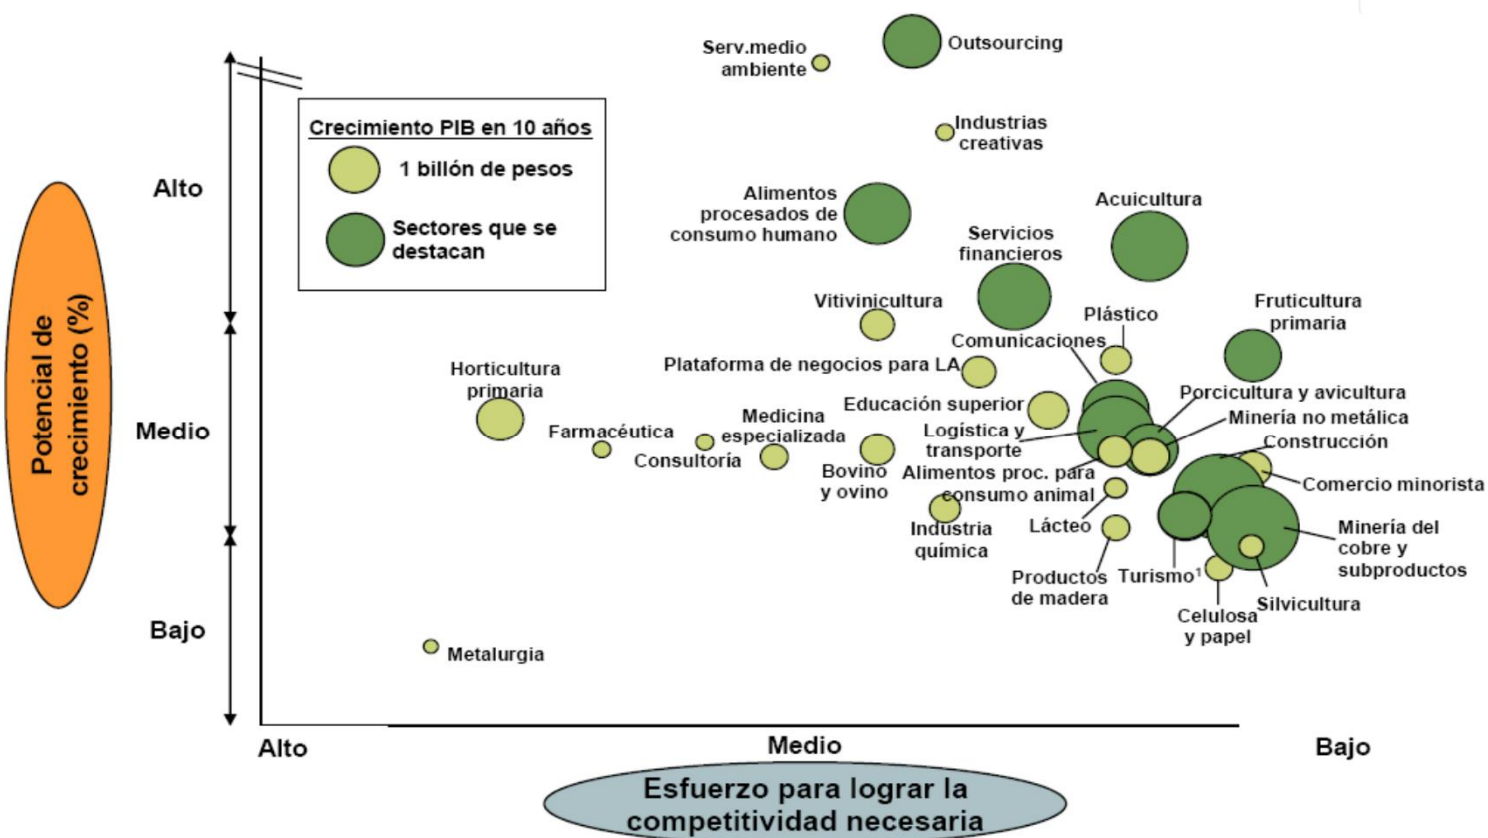 Serv.medio
ambiente
Outsourcing
Crecimiento PIB en 10 años
1 billón de pesos
Sectores que se
destacan
Industrias
creativas
Alto
Alimentos
procesados de
consumo humano
Acuicultura
Servicios
financieros
Vitivinicultura
Plástico
Fruticultura
primaria
Comunicaciones
Plataforma de negocios para LA
Horticultura
primaria
Porcicultura y avicultura
Educación superior
Minería no metálica
Potencial de
crecimiento (%)
Medio
Farmacéutica
Medicina
especializada
Logística y
transporte
Construcción
Consultoría
Bovino
y ovino
Alimentos proc. para
consumo animal
Comercio minorista
Industria
química
Lácteo
Minería del
cobre y
subproductos
Productos
de madera
Turismo¹
Silvicultura
Celulosa
y papel
Bajo
Metalurgia
Alto
Medio
Bajo
Esfuerzo para lograr la
competitividad necesaria